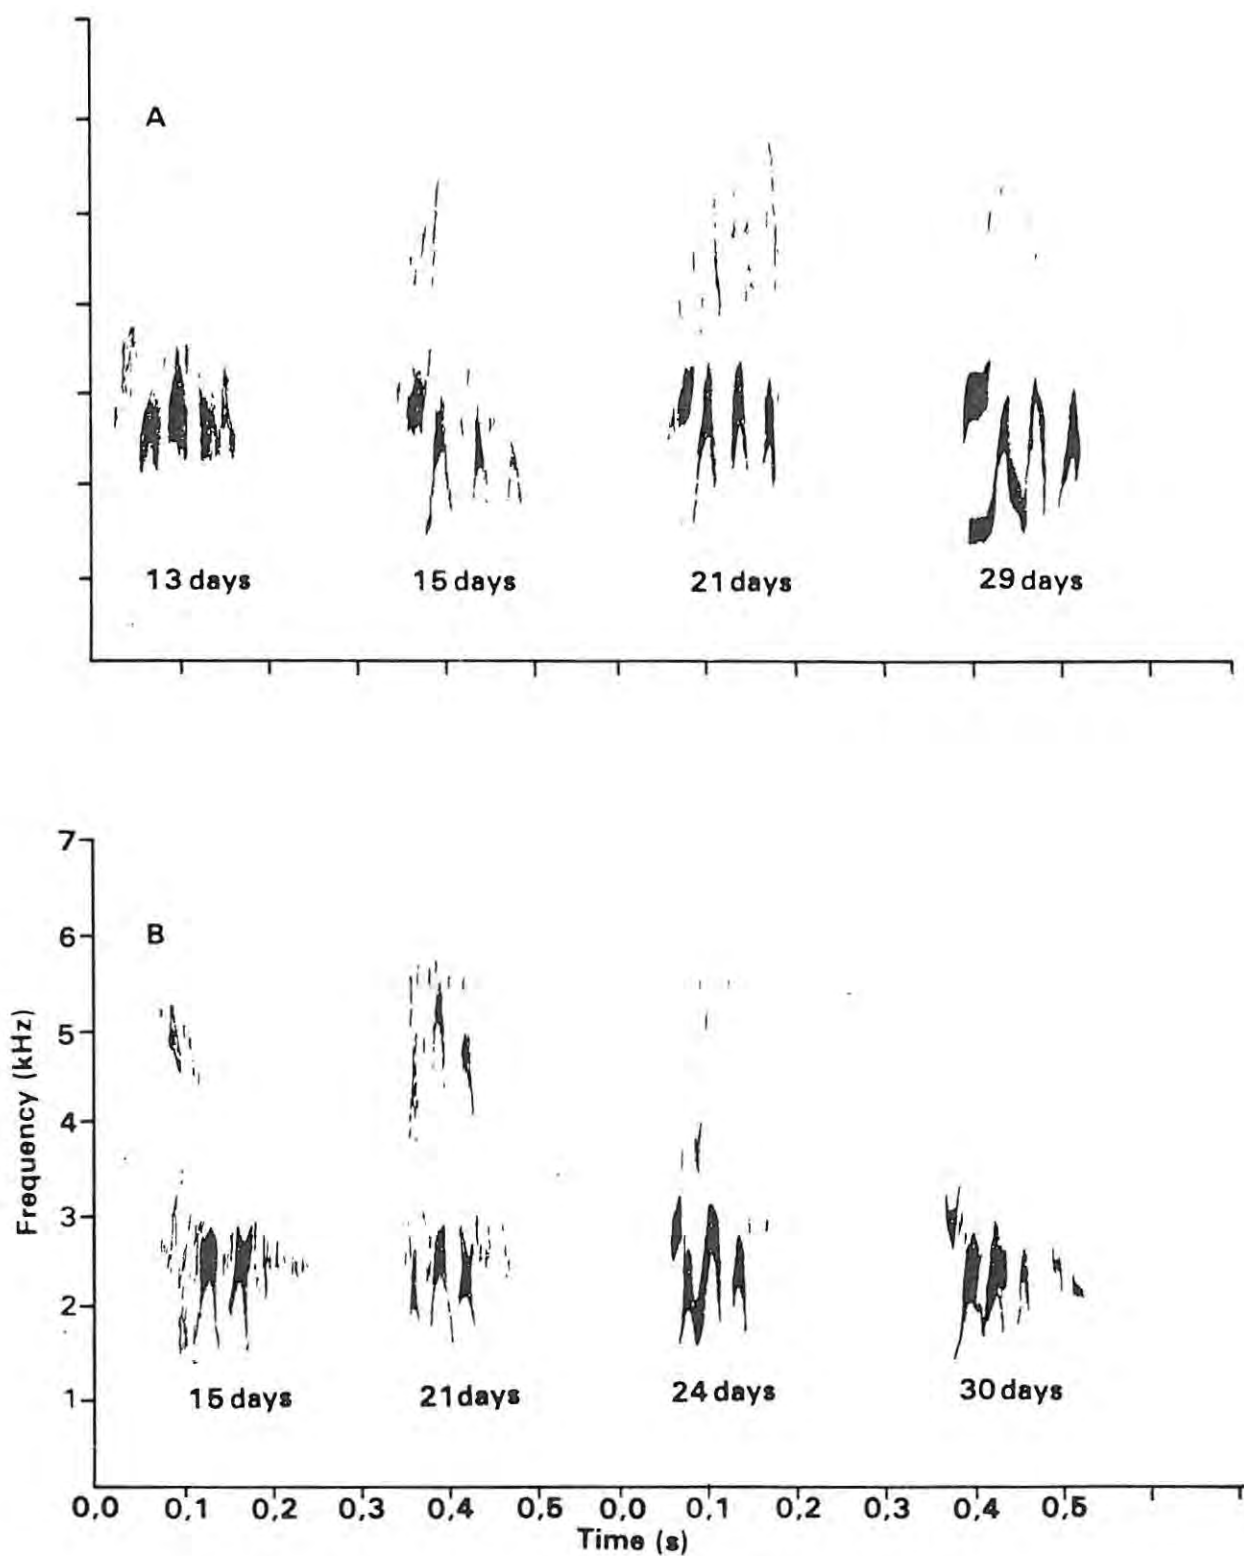 A
13 days
15 days
21 days
29 days
7
6
5
4
3
2
1
Frequency (kHz)
B
15 days
21 days
24 days
30 days
0,0 0,1 0,2 0,3 0,4 0,5 0,0 0,1 0,2 0,3 0,4 0,5
Time (s)